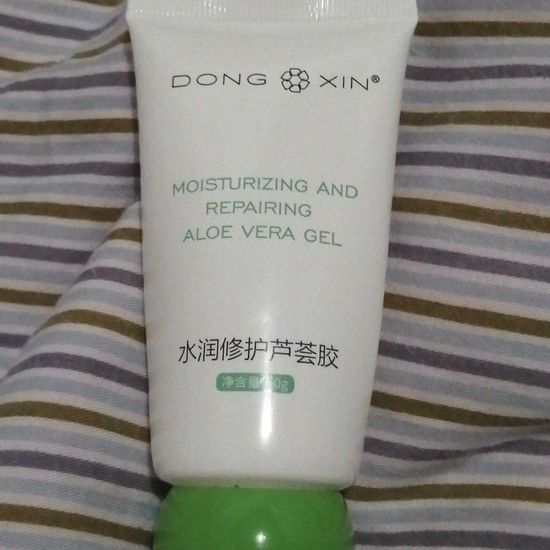 DONG XIN®
MOISTURIZING AND
REPAIRING
ALOE VERA GEL
水润修护芦荟胶
净含量